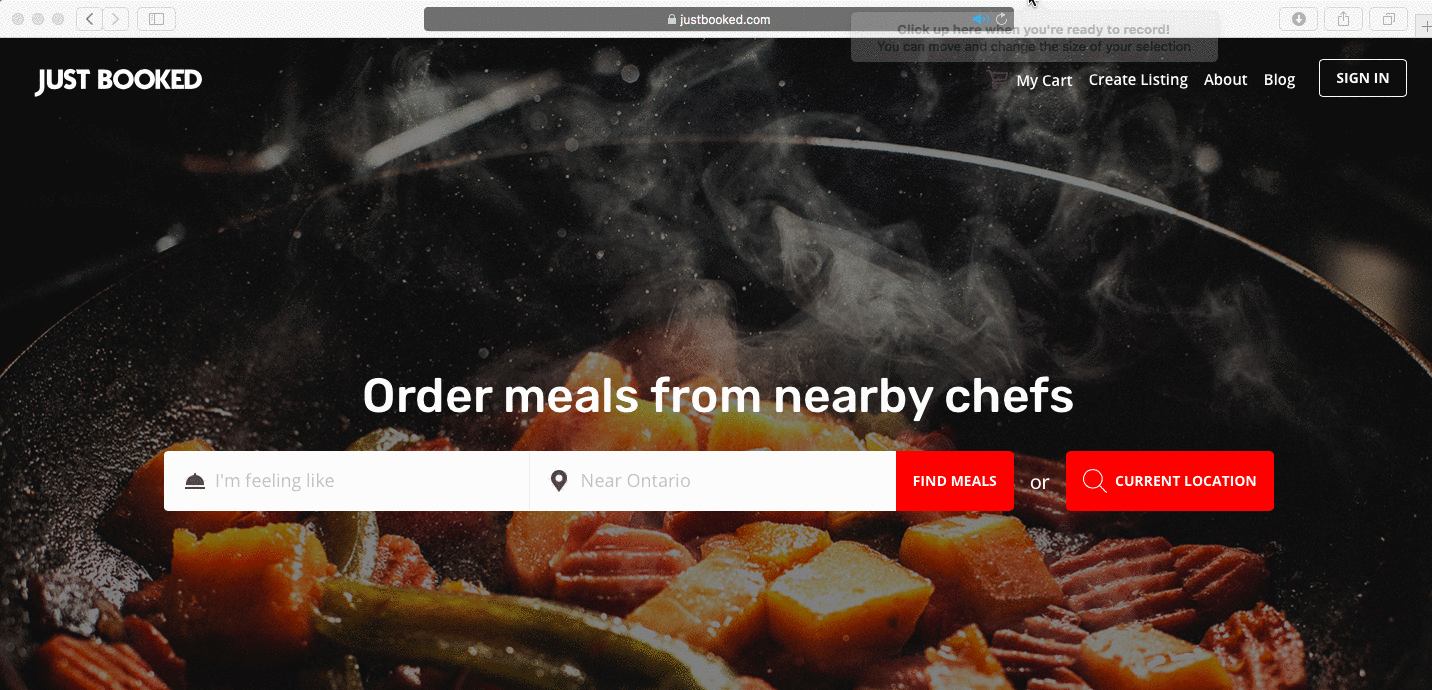 justbooked.com
Click up here when you're ready to record!
You can move and change the size of your selection
JUST BOOKED
My Cart
Create Listing
About
Blog
SIGN IN
Order meals from nearby chefs
I'm feeling like
Near Ontario
FIND MEALS
or
CURRENT LOCATION